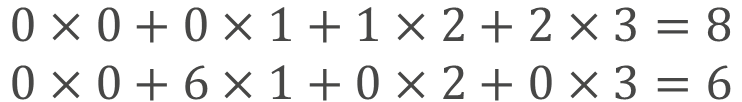 0 × 0 + 0 × 1 + 1 × 2 + 2 × 3 = 8
0 × 0 + 6 × 1 + 0 × 2 + 0 × 3 = 6